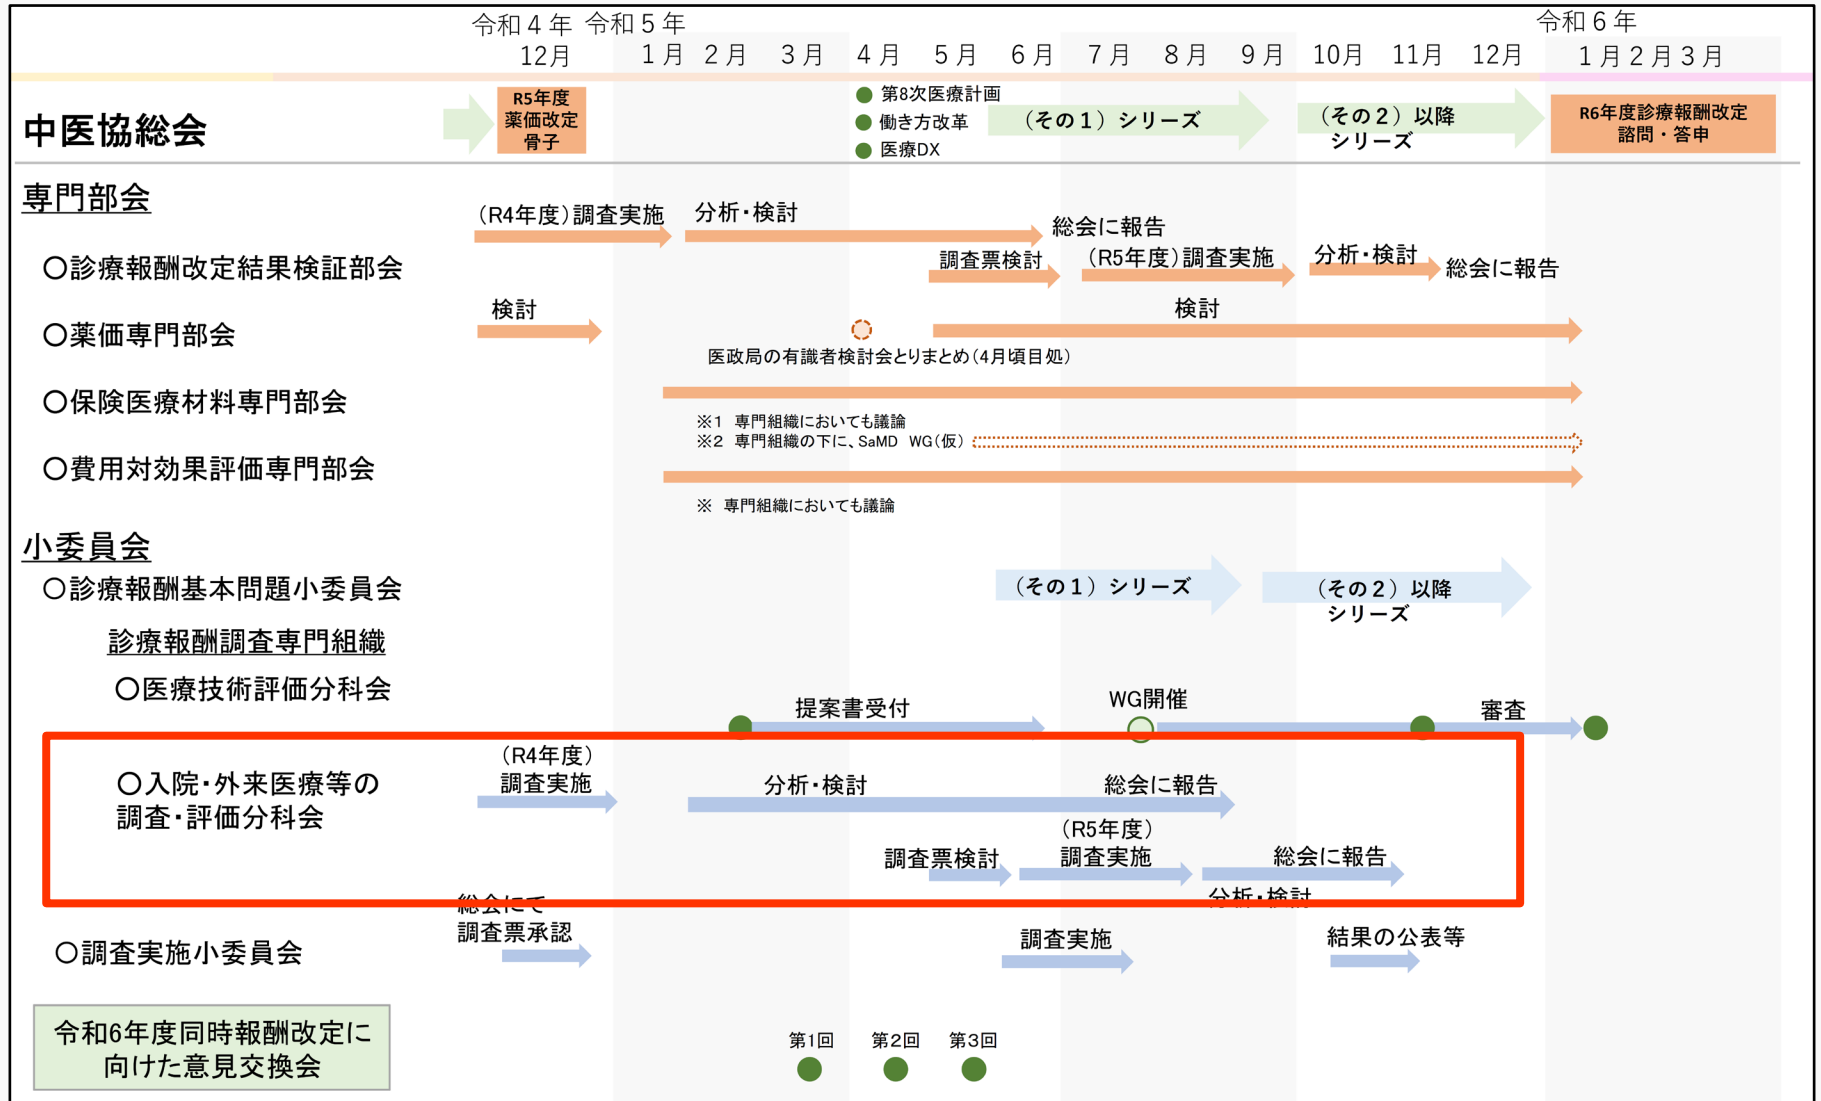 令和４年 令和５年 令和６年
12月 １月 ２月 ３月 ４月 ５月 ６月 ７月 ８月 ９月 10月 11月 12月 １月２月３月
中医協総会
R5年度
薬価改定
骨子
第8次医療計画
働き方改革
医療DX
（その１）シリーズ
（その２）以降
シリーズ
R6年度診療報酬改定
諮問・答申
専門部会
（R4年度）調査実施
分析・検討
総会に報告
〇診療報酬改定結果検証部会
調査票検討
（R5年度）調査実施
分析・検討
総会に報告
〇薬価専門部会
検討
検討
医政局の有識者検討会とりまとめ（4月頃目処）
〇保険医療材料専門部会
※１　専門組織においても議論
※２　専門組織の下に、SaMD　WG（仮）
〇費用対効果評価専門部会
※　専門組織においても議論
小委員会
〇診療報酬基本問題小委員会
（その１）シリーズ
（その２）以降
シリーズ
診療報酬調査専門組織
〇医療技術評価分科会
提案書受付
WG開催
審査
〇入院・外来医療等の
調査・評価分科会
（R4年度）
調査実施
分析・検討
総会に報告
調査票検討
（R5年度）
調査実施
総会に報告
分析・検討
〇調査実施小委員会
総会にて
調査票承認
調査実施
結果の公表等
令和6年度同時報酬改定に
向けた意見交換会
第１回
第２回
第３回